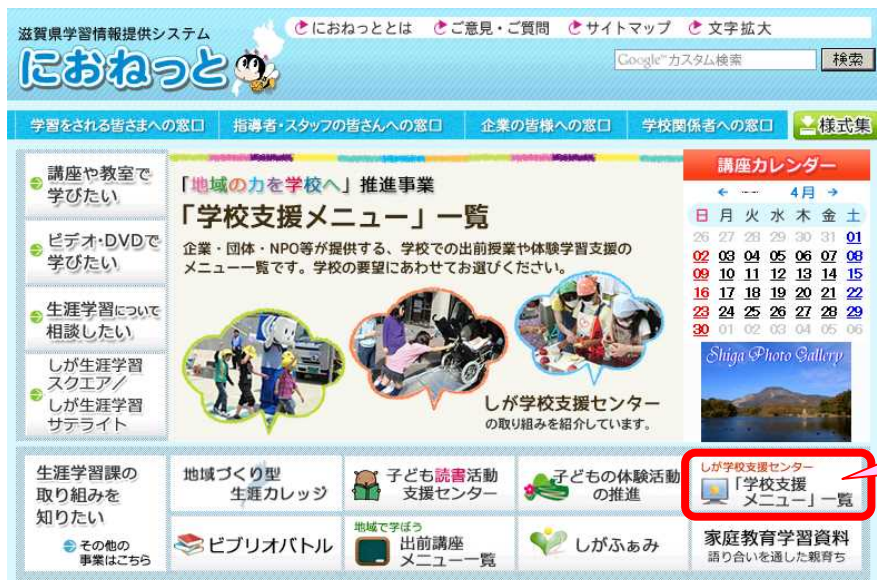 滋賀県学習情報提供システム
におねっと
におねっととは ご意見・ご質問 サイトマップ 文字拡大
Google™カスタム検索 検索
学習をされる皆さまへの窓口 指導者・スタッフの皆さんへの窓口 企業の皆様への窓口 学校関係者への窓口 様式集
講座や教室で
学びたい
ビデオ・DVDで
学びたい
生涯学習について
相談したい
しが生涯学習
スクエア／
しが生涯学習
サテライト
「地域の力を学校へ」推進事業
「学校支援メニュー」一覧
企業・団体・NPO等が提供する、学校での出前授業や体験学習支援の
メニュー一覧です。学校の要望にあわせてお選びください。
しが学校支援センター
の取り組みを紹介しています。
講座カレンダー
← 4月 →
日 月 火 水 木 金 土
26 27 28 29 30 31 01
02 03 04 05 06 07 08
09 10 11 12 13 14 15
16 17 18 19 20 21 22
23 24 25 26 27 28 29
30 01 02 03 04 05 06
Shiga Photo Gallery
生涯学習課の
取り組みを
知りたい
その他の
事業はこちら
地域づくり型
生涯カレッジ
子ども読書活動
支援センター
子どもの体験活動
の推進
しが学校支援センター
「学校支援
メニュー」一覧
ビブリオバトル
地域で学ぼう
出前講座
メニュー一覧
しがふぁみ
家庭教育学習資料
語り合いを通した親育ち